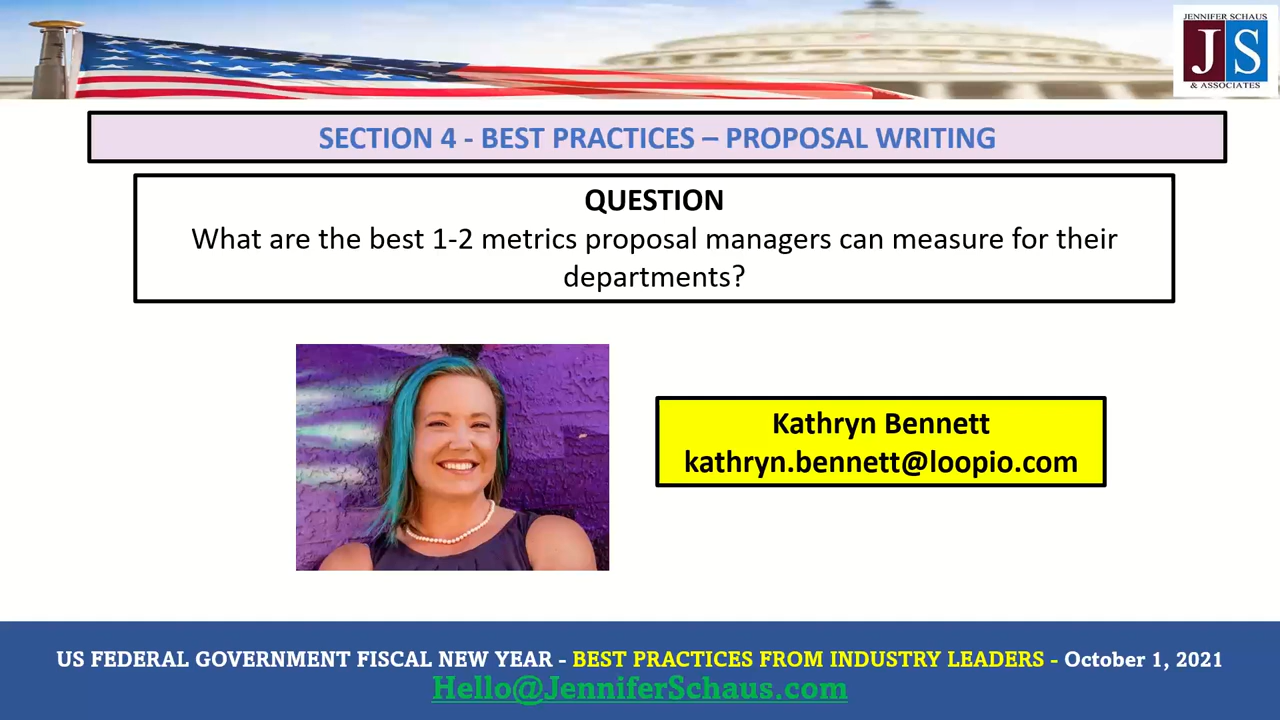 JENNIFER SCHAUS
JS
& ASSOCIATES
SECTION 4 - BEST PRACTICES – PROPOSAL WRITING
QUESTION
What are the best 1-2 metrics proposal managers can measure for their
departments?
Kathryn Bennett
kathryn.bennett@loopio.com
US FEDERAL GOVERNMENT FISCAL NEW YEAR - BEST PRACTICES FROM INDUSTRY LEADERS - October 1, 2021
Hello@JenniferSchaus.com